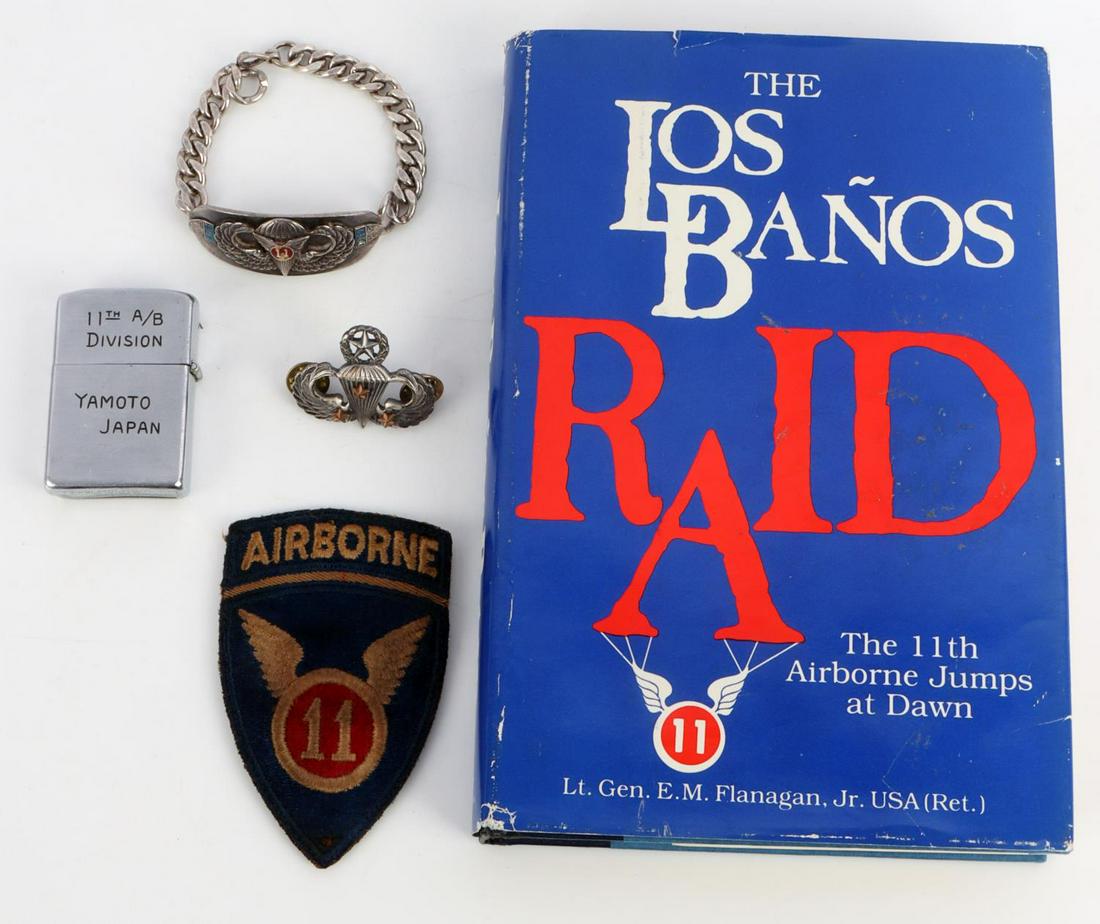 11
11TH A/B
DIVISION
YAMOTO
JAPAN
AIRBORNE
11
THE
LOS
BAÑOS
RAID
The 11th
Airborne Jumps
at Dawn
11
Lt. Gen. E.M. Flanagan, Jr. USA (Ret.)